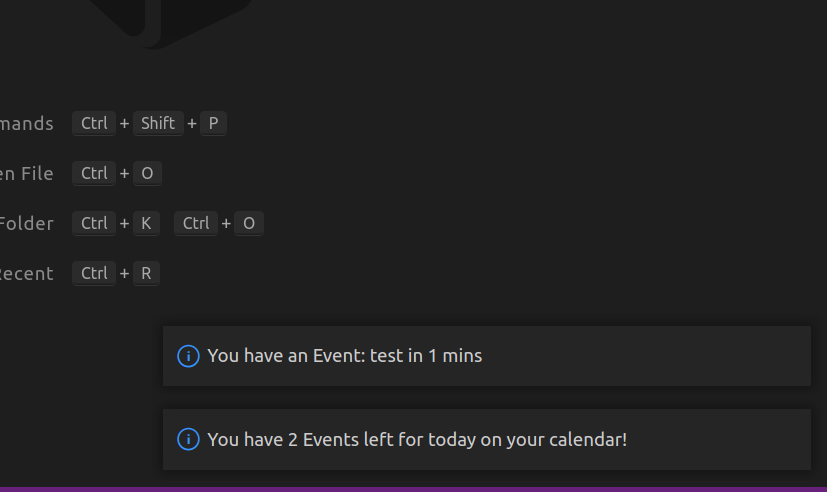 mands Ctrl + Shift + P
en File Ctrl + O
Folder Ctrl + K Ctrl + O
Recent Ctrl + R
You have an Event: test in 1 mins
You have 2 Events left for today on your calendar!